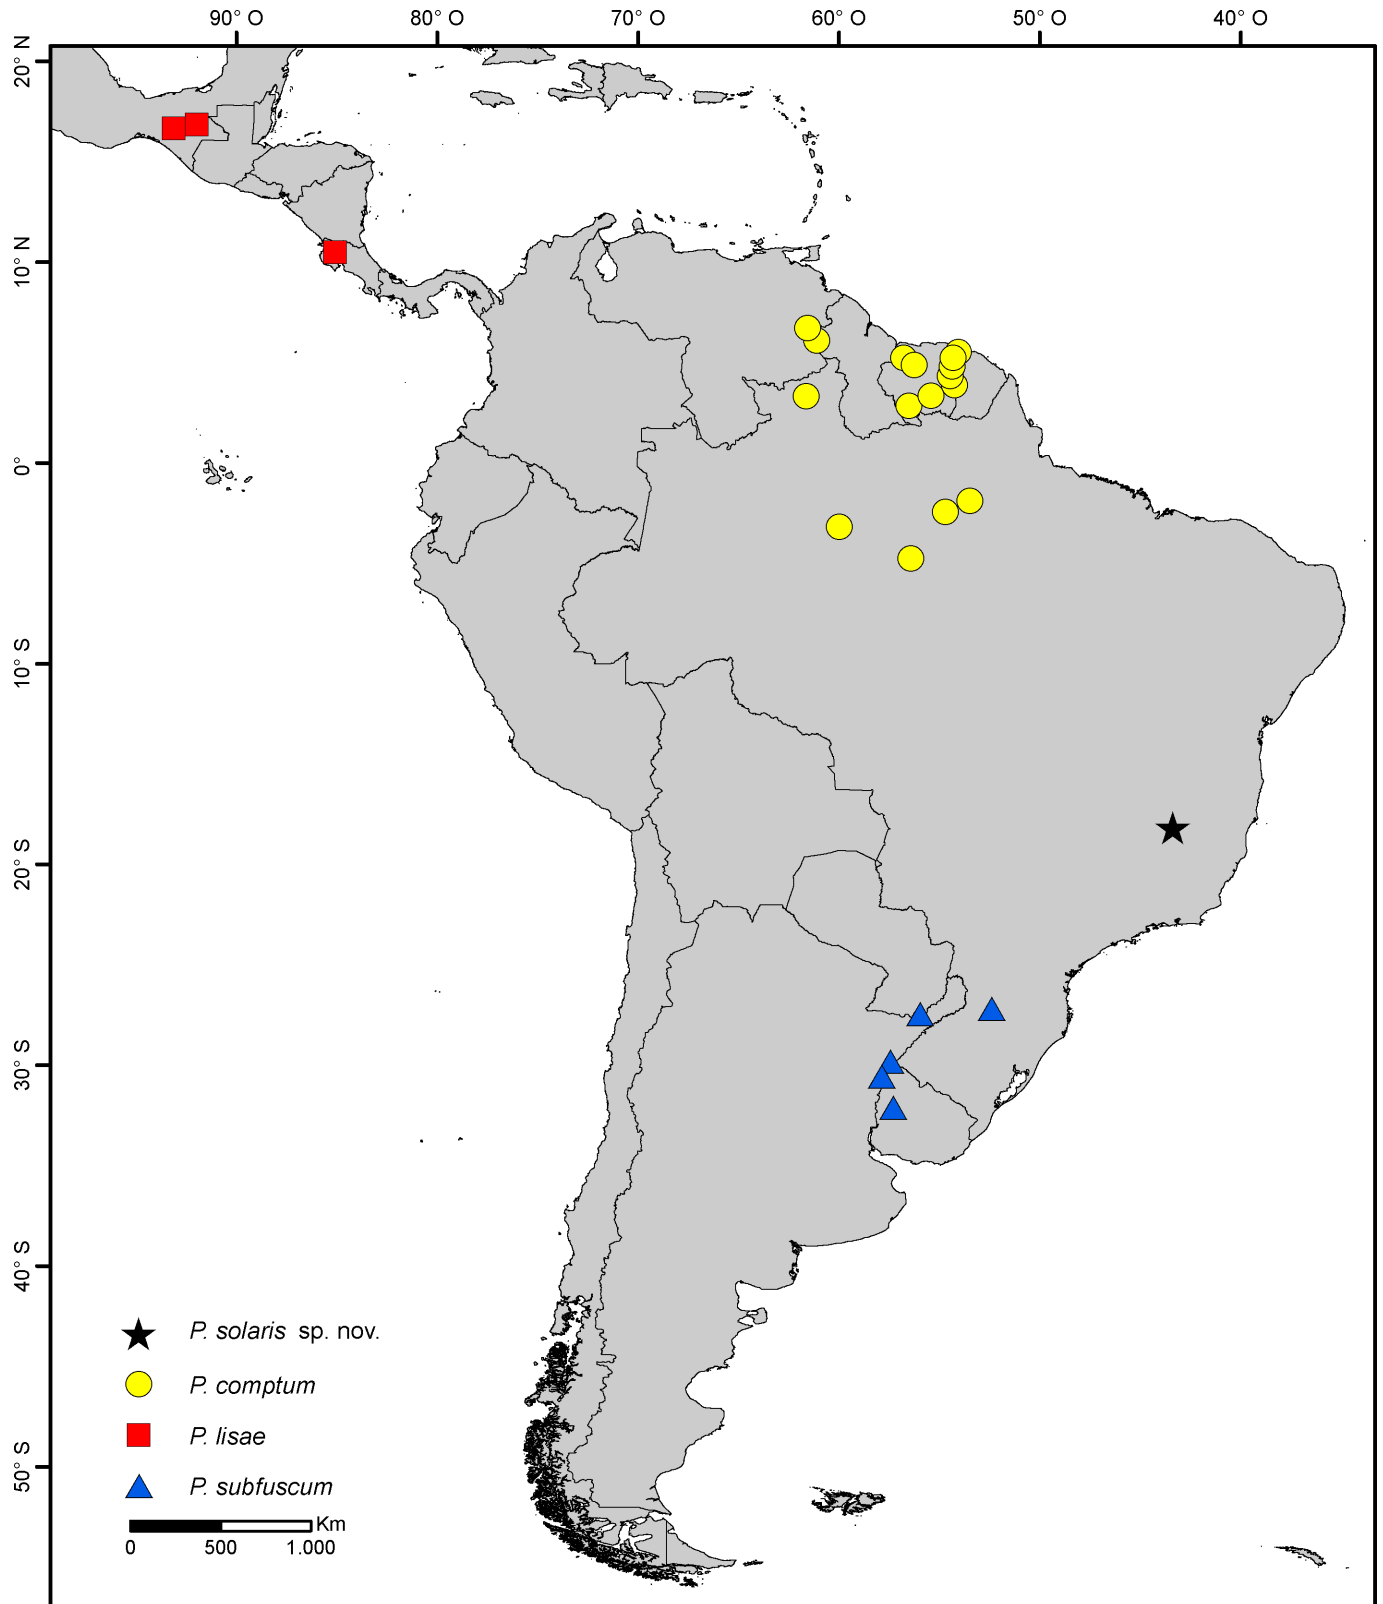 90° O 80° O 70° O 60° O 50° O 40° O
20° N
10° N
0°
10° S
20° S
30° S
40° S
50° S
P. solaris sp. nov.
P. comptum
P. lisae
P. subfuscum
Km
0 500 1.000